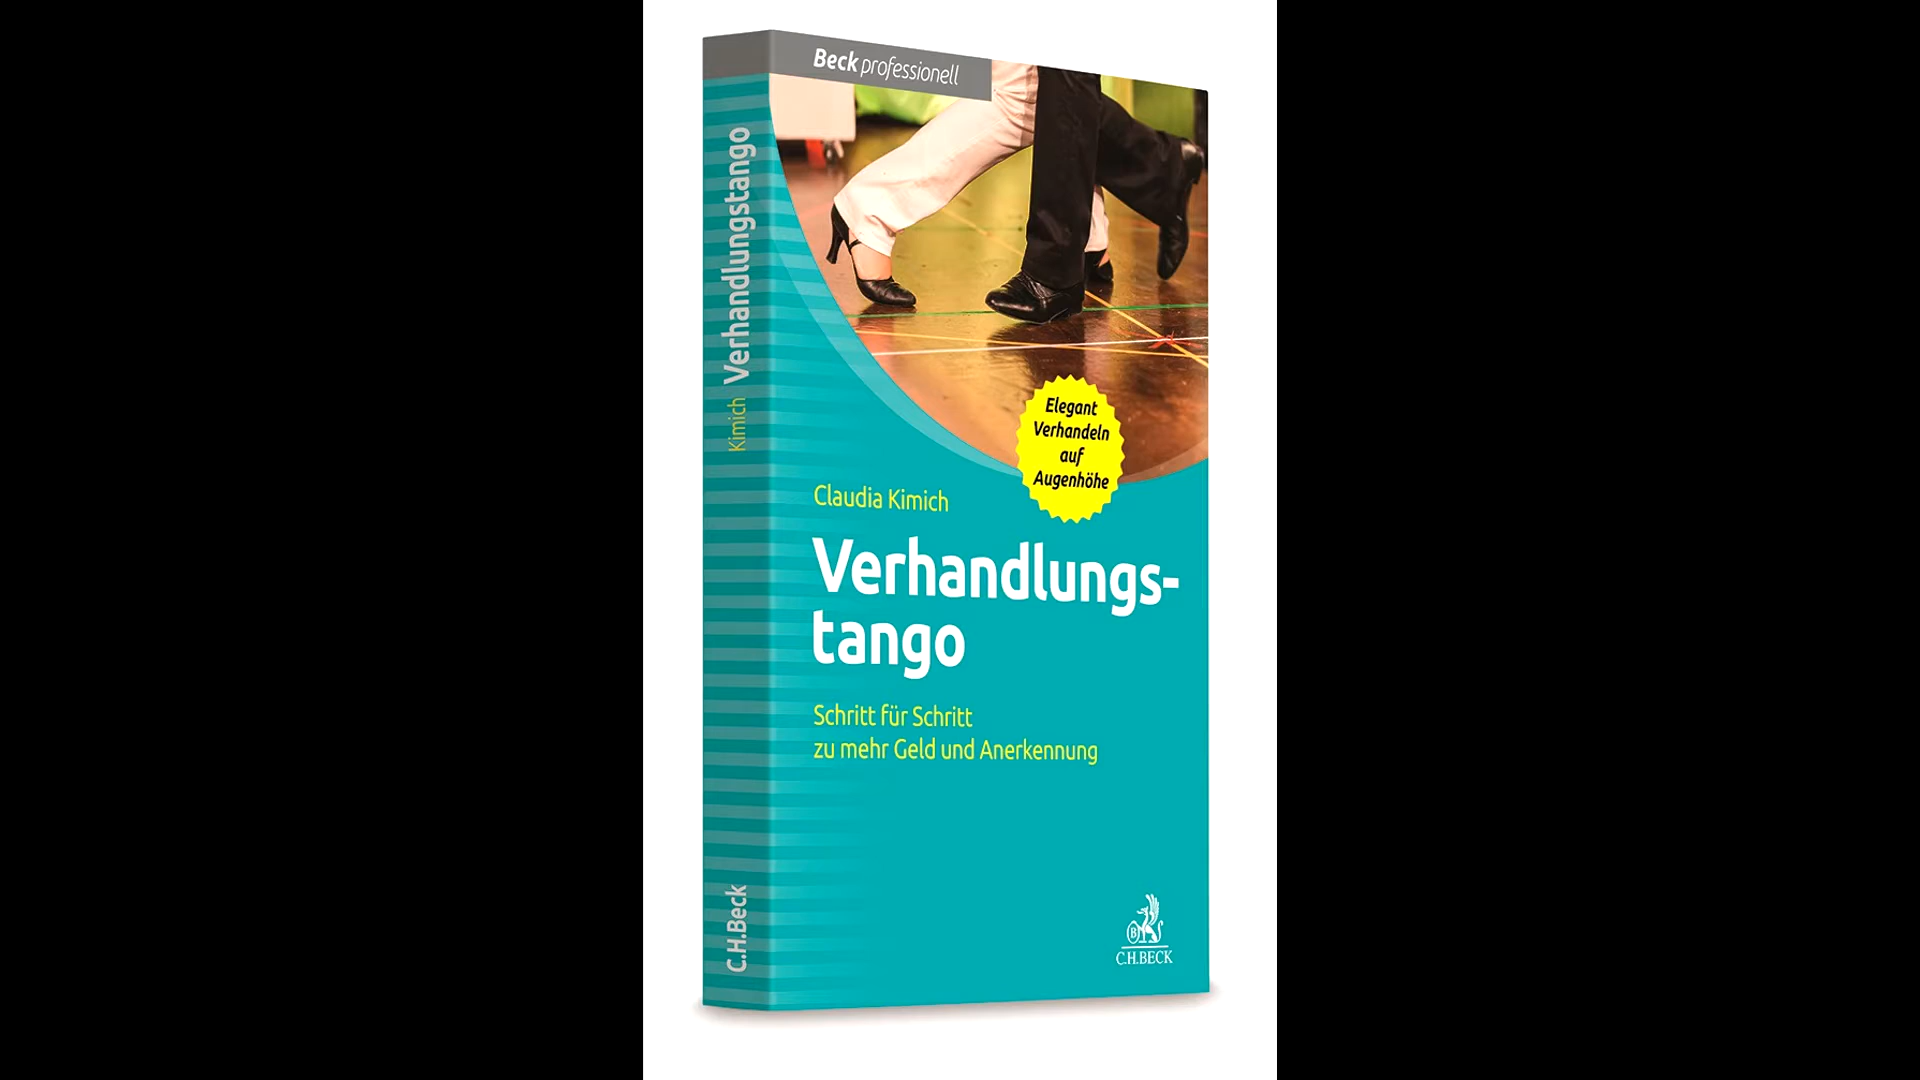 Beck professionell
Elegant
Verhandeln
auf
Augenhöhe
Claudia Kimich
Verhandlungs-
tango
Schritt für Schritt
zu mehr Geld und Anerkennung
B
C.H.BECK
Kimich Verhandlungstango
C.H.Beck